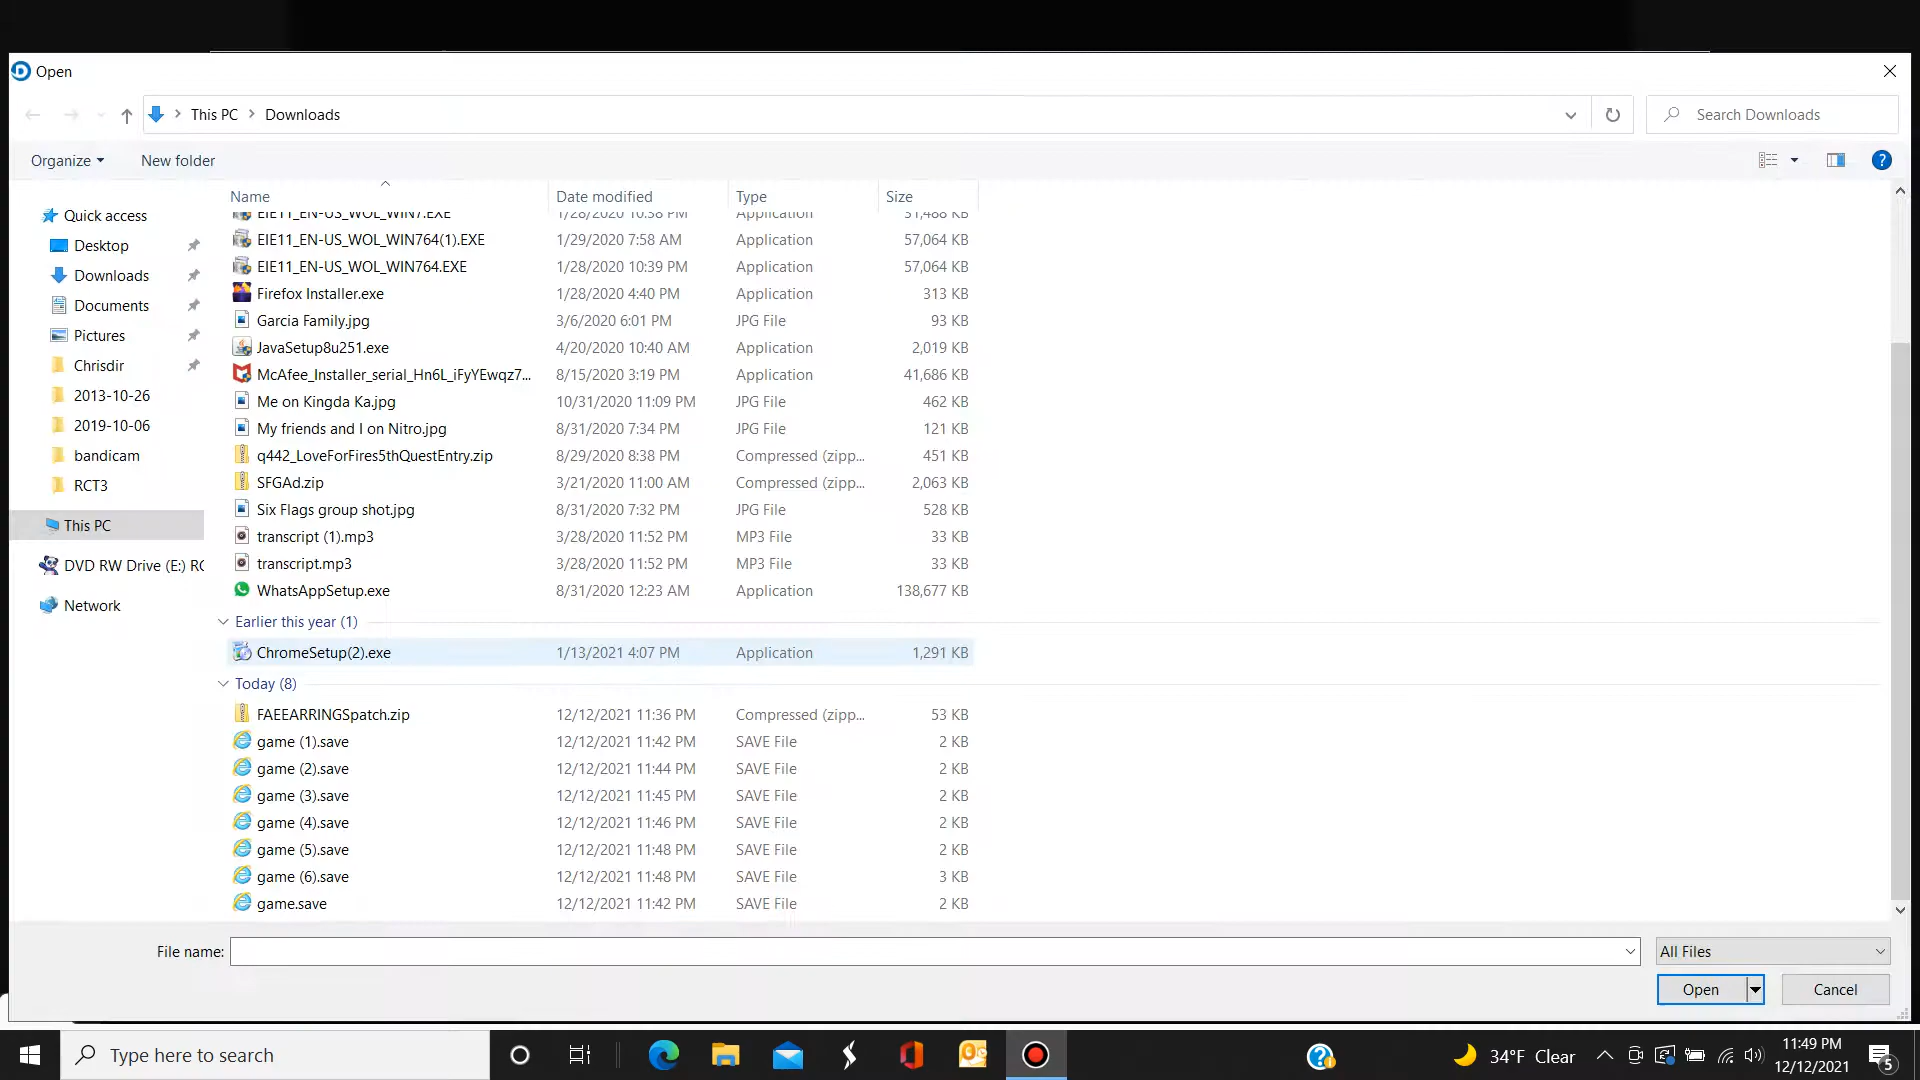 Open
This PC > Downloads
Search Downloads
Organize
New folder
Name Date modified Type Size
EIE11_EN-US_WOL_WIN7.EXE 1/28/2020 10:38 PM Application 31,488 KB
EIE11_EN-US_WOL_WIN764(1).EXE 1/29/2020 7:58 AM Application 57,064 KB
EIE11_EN-US_WOL_WIN764.EXE 1/28/2020 10:39 PM Application 57,064 KB
Firefox Installer.exe 1/28/2020 4:40 PM Application 313 KB
Garcia Family.jpg 3/6/2020 6:01 PM JPG File 93 KB
JavaSetup8u251.exe 4/20/2020 10:40 AM Application 2,019 KB
McAfee_Installer_serial_Hn6L_iFyYEwqz7... 8/15/2020 3:19 PM Application 41,686 KB
Me on Kingda Ka.jpg 10/31/2020 11:09 PM JPG File 462 KB
My friends and I on Nitro.jpg 8/31/2020 7:34 PM JPG File 121 KB
q442_LoveForFires5thQuestEntry.zip 8/29/2020 8:38 PM Compressed (zipp... 451 KB
SFGAd.zip 3/21/2020 11:00 AM Compressed (zipp... 2,063 KB
Six Flags group shot.jpg 8/31/2020 7:32 PM JPG File 528 KB
transcript (1).mp3 3/28/2020 11:52 PM MP3 File 33 KB
transcript.mp3 3/28/2020 11:52 PM MP3 File 33 KB
WhatsAppSetup.exe 8/31/2020 12:23 AM Application 138,677 KB
Earlier this year (1)
ChromeSetup(2).exe 1/13/2021 4:07 PM Application 1,291 KB
Today (8)
FAEEARRINGSpatch.zip 12/12/2021 11:36 PM Compressed (zipp... 53 KB
game (1).save 12/12/2021 11:42 PM SAVE File 2 KB
game (2).save 12/12/2021 11:44 PM SAVE File 2 KB
game (3).save 12/12/2021 11:45 PM SAVE File 2 KB
game (4).save 12/12/2021 11:46 PM SAVE File 2 KB
game (5).save 12/12/2021 11:48 PM SAVE File 2 KB
game (6).save 12/12/2021 11:48 PM SAVE File 3 KB
game.save 12/12/2021 11:42 PM SAVE File 2 KB
Quick access
Desktop
Downloads
Documents
Pictures
Chrisdir
2013-10-26
2019-10-06
bandicam
RCT3
This PC
DVD RW Drive (E:) RC
Network
File name:
All Files
Open
Cancel
Type here to search
34°F Clear
11:49 PM
12/12/2021
5